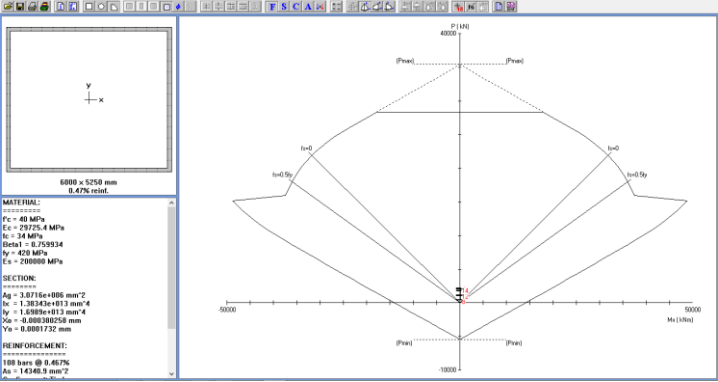 F S C A
y
x
6000 x 5250 mm
0.47% reinf.
MATERIAL:
=========
f'c = 40 MPa
Ec = 29725.4 MPa
fc = 34 MPa
Beta1 = 0.759934
fy = 420 MPa
Es = 200000 MPa
SECTION:
========
Ag = 3.0716e+006 mm^2
Ix = 1.38343e+013 mm^4
Iy = 1.6989e+013 mm^4
Xo = -0.000380258 mm
Yo = 0.0001732 mm
REINFORCEMENT:
==============
108 bars @ 0.467%
As = 14340.9 mm^2
P ( kN)
40000
(Pmax)
(Pmax)
fs=0
fs=0
fs=0.5fy
fs=0.5fy
-50000
50000
Mx ( kNm)
(Pmin)
(Pmin)
-10000